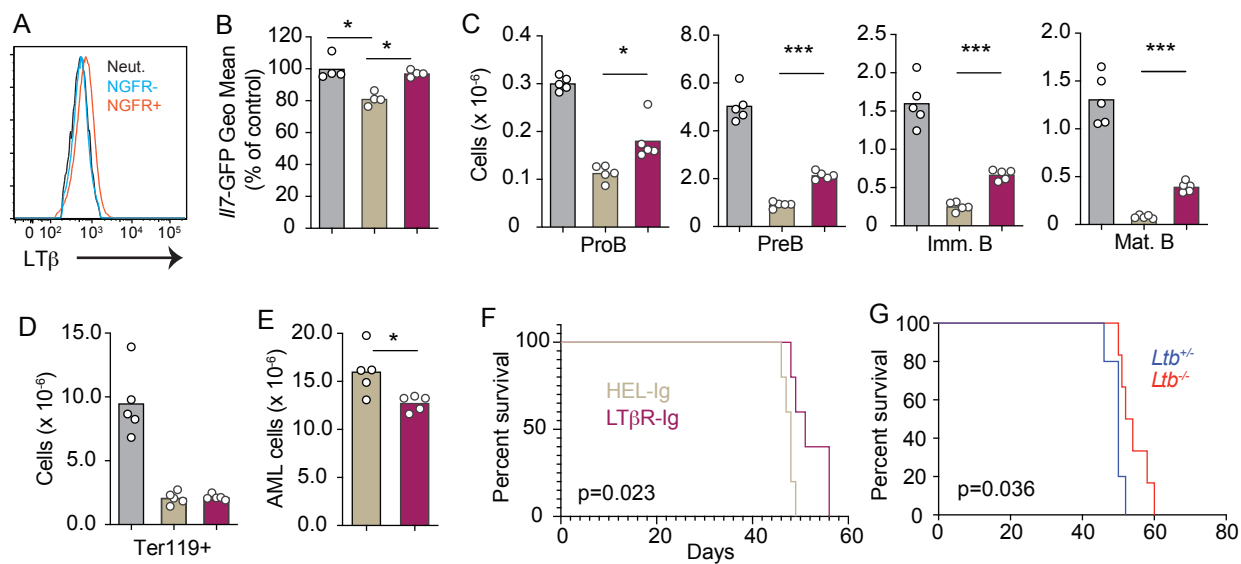 A
Neut.
NGFR-
NGFR+
0 10² 10³ 10⁴ 10⁵
LTβ
B
Il7-GFP Geo Mean
(% of control)
120
100
80
60
40
20
0
*
*
C
Cells (x 10⁻⁶)
0.4
0.3
0.2
0.1
0
*
ProB
8.0
6.0
4.0
2.0
0
***
PreB
2.5
2.0
1.5
1.0
0.5
0
***
Imm. B
2.0
1.5
1.0
0.5
0
***
Mat. B
D
Cells (x 10⁻⁶)
15.0
10.0
5.0
0.0
Ter119+
E
AML cells (x 10⁻⁶)
20.0
15.0
10.0
5.0
0.0
*
F
Percent survival
100
50
0
HEL-Ig
LTβR-Ig
p=0.023
0 20 40 60
Days
G
Percent survival
100
80
60
40
20
0
Ltb+/-
Ltb-/-
p=0.036
0 20 40 60 80